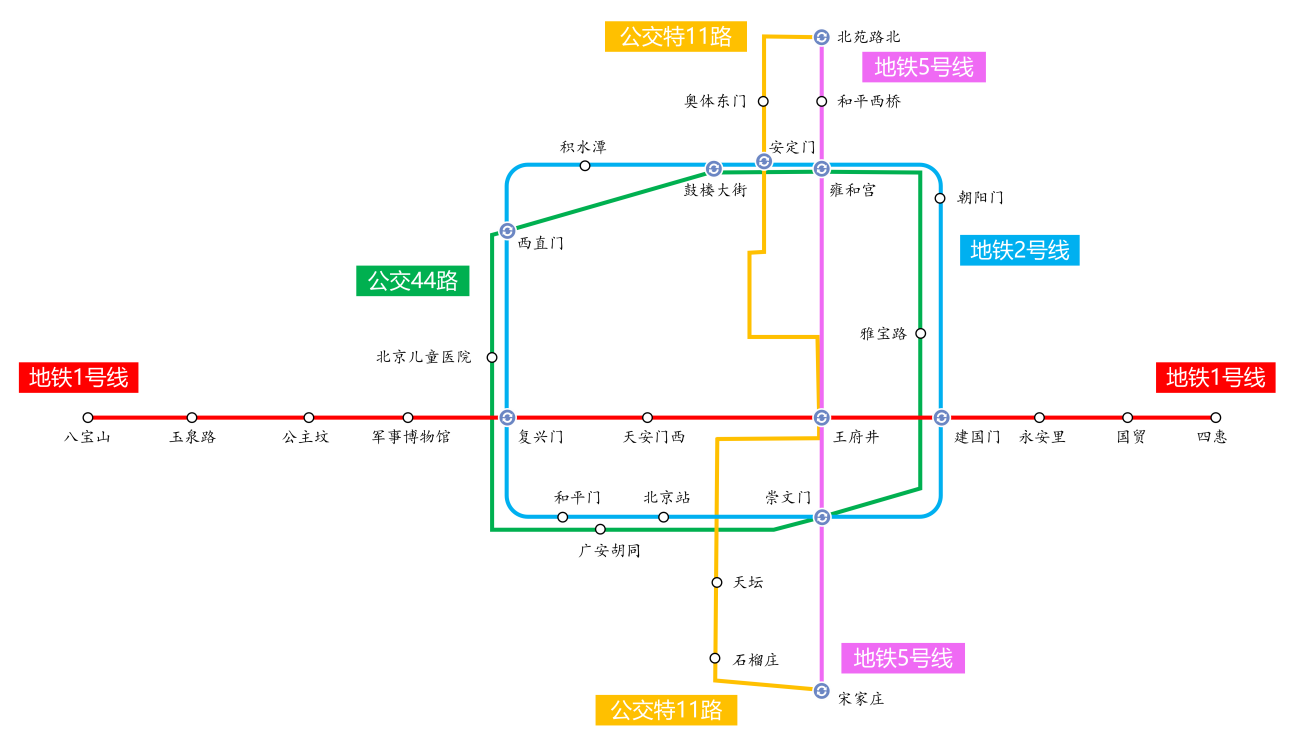 公交特11路
北苑路北
地铁5号线
奥体东门
和平西桥
积水潭
安定门
鼓楼大街
雍和宫
朝阳门
西直门
地铁2号线
公交44路
雅宝路
北京儿童医院
地铁1号线
地铁1号线
八宝山
玉泉路
公主坟
军事博物馆
复兴门
天安门西
王府井
建国门
永安里
国贸
四惠
和平门
北京站
崇文门
广安胡同
天坛
石榴庄
地铁5号线
宋家庄
公交特11路